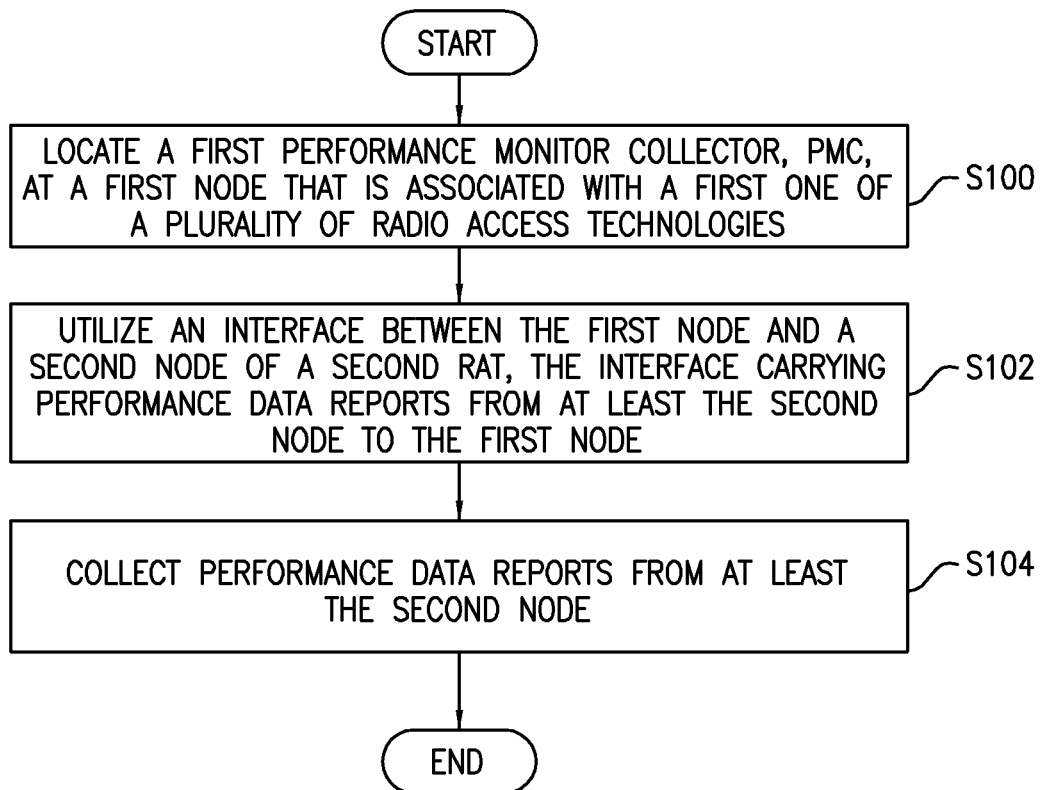 START
LOCATE A FIRST PERFORMANCE MONITOR COLLECTOR, PMC,
AT A FIRST NODE THAT IS ASSOCIATED WITH A FIRST ONE OF
A PLURALITY OF RADIO ACCESS TECHNOLOGIES
S100
UTILIZE AN INTERFACE BETWEEN THE FIRST NODE AND A
SECOND NODE OF A SECOND RAT, THE INTERFACE CARRYING
PERFORMANCE DATA REPORTS FROM AT LEAST THE SECOND
NODE TO THE FIRST NODE
S102
COLLECT PERFORMANCE DATA REPORTS FROM AT LEAST
THE SECOND NODE
S104
END